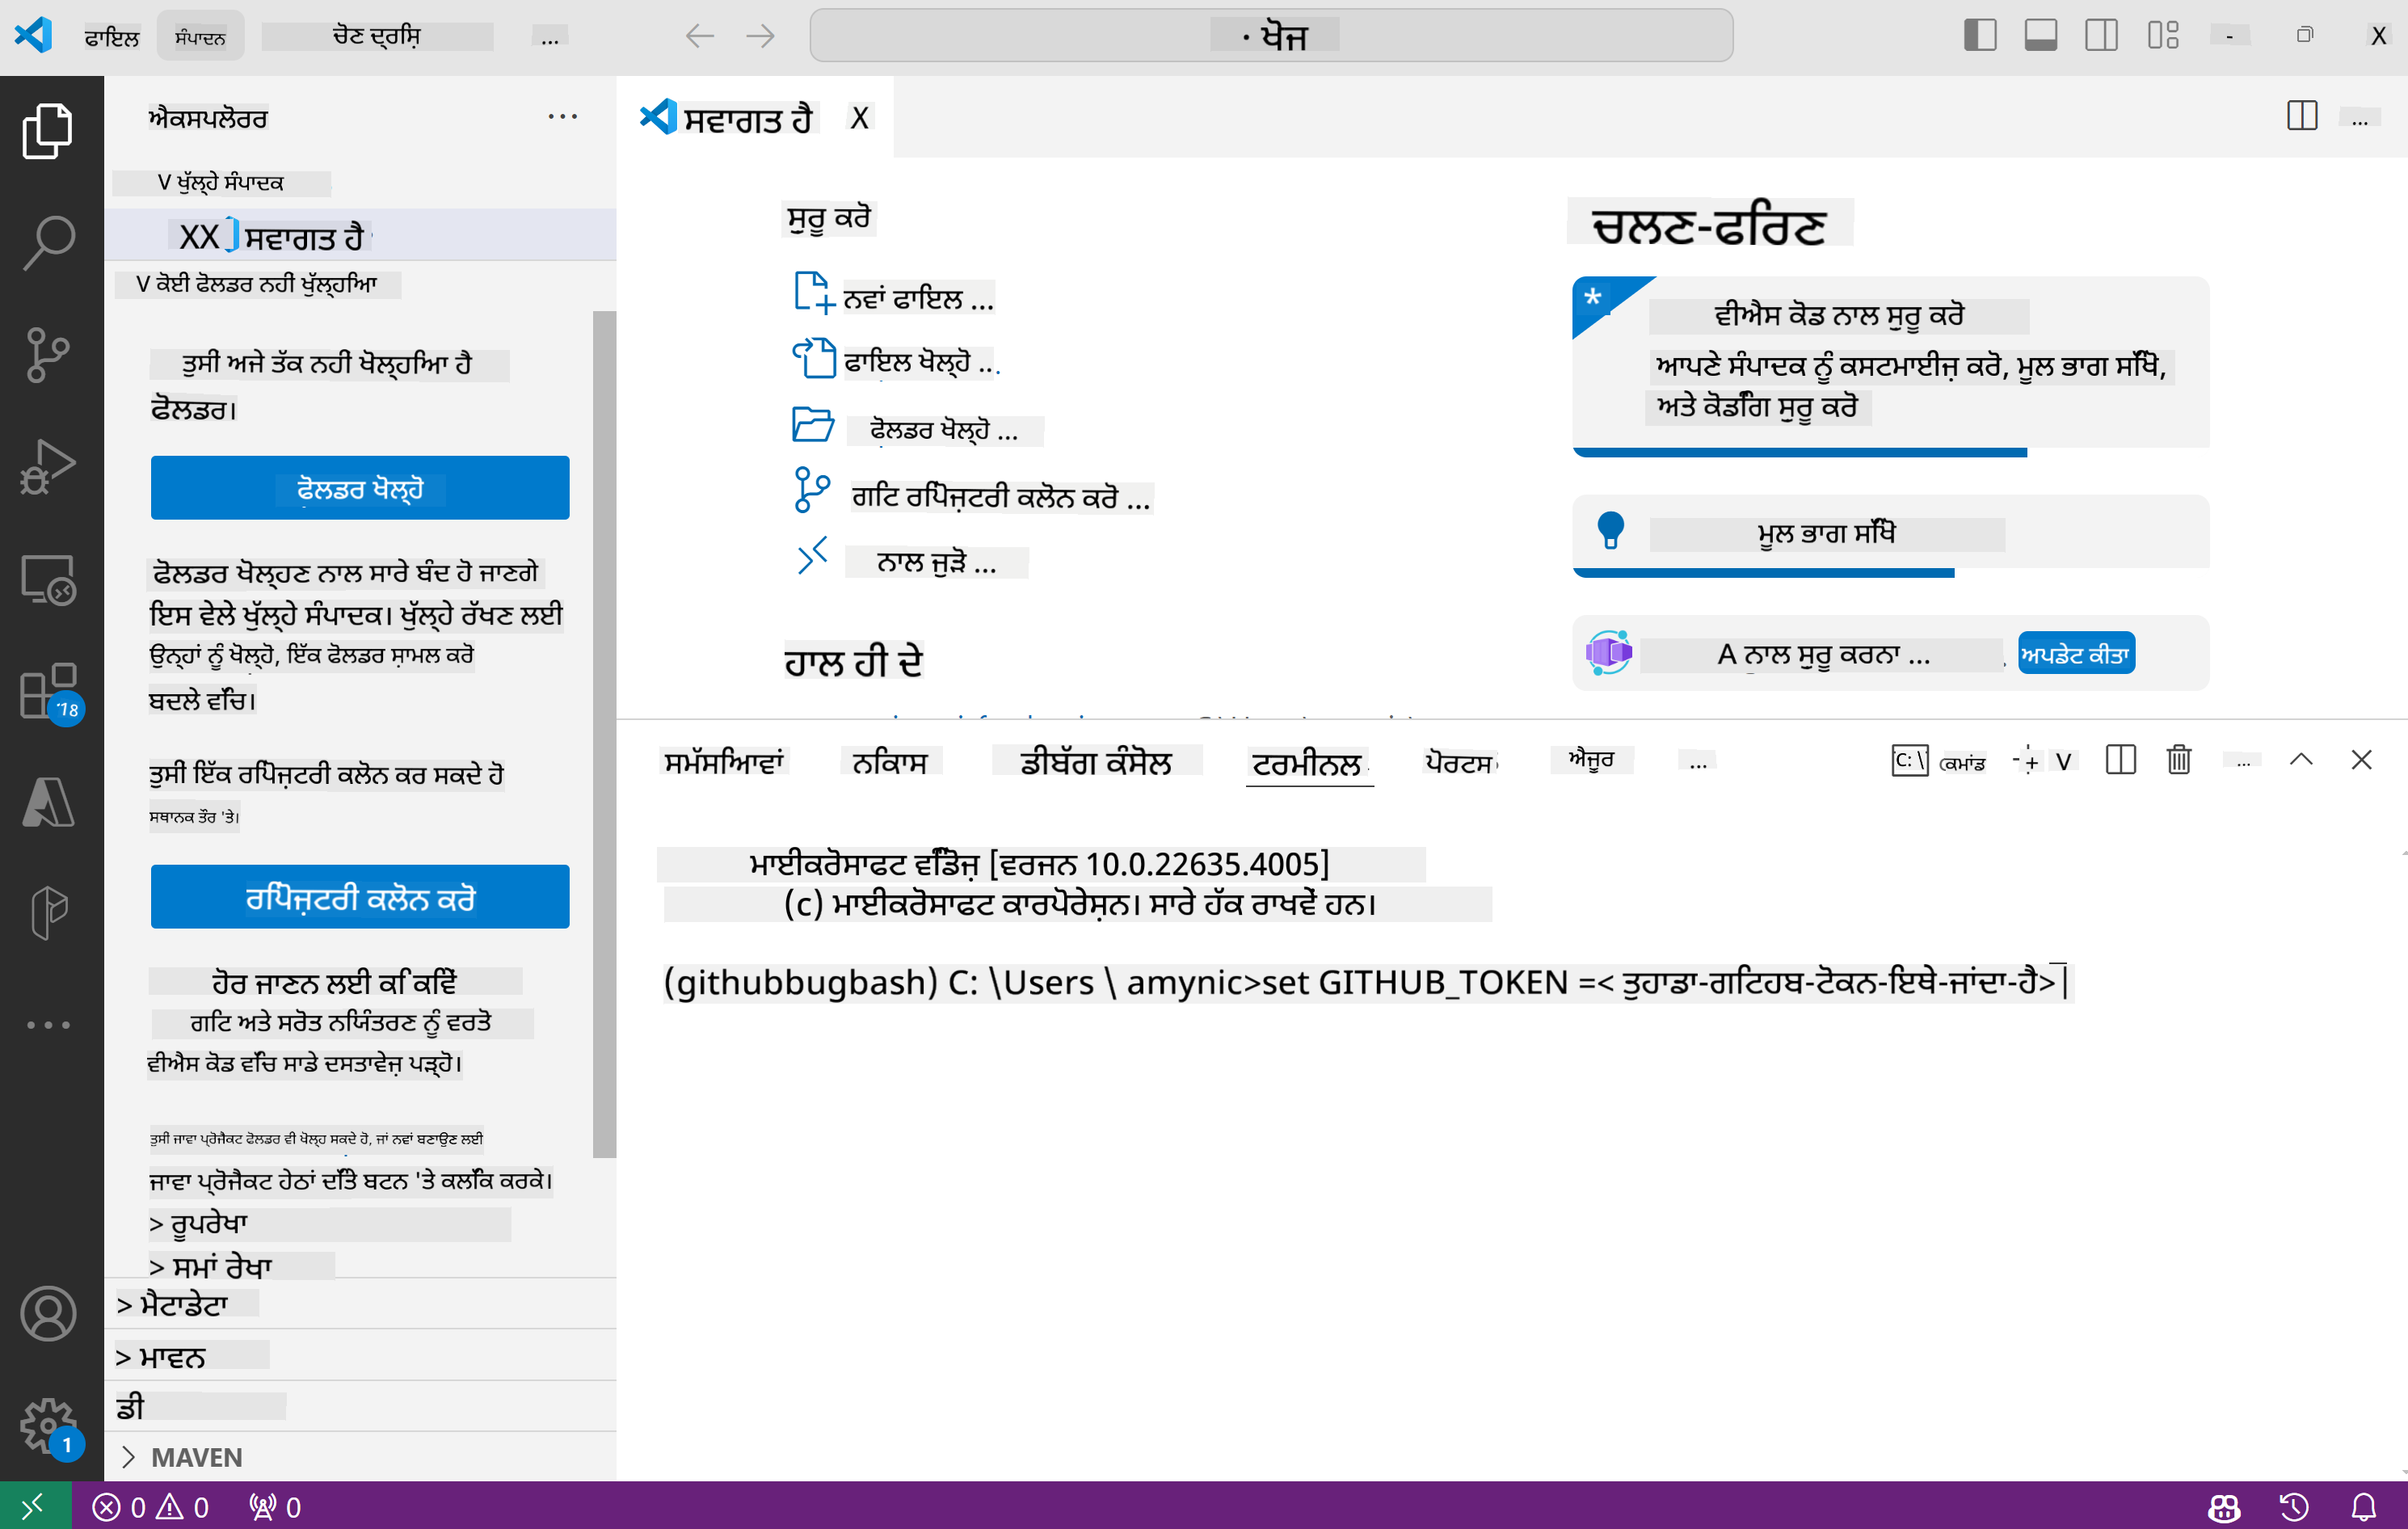 ਫਾਇਲ ਸੰਪਾਦਨ ਚੋਣ ਦ੍ਰਸ਼ਿ ...
· ਖੋਜ
- X
ਐਕਸਪਲੋਰਰ ...
V ਖੁੱਲ੍ਹੇ ਸੰਪਾਦਕ
XX ਸਵਾਗਤ ਹੈ
V ਕੋਈ ਫੋਲਡਰ ਨਹੀਂ ਖੁੱਲ੍ਹਆਿ
ਤੁਸੀਂ ਅਜੇ ਤੱਕ ਨਹੀਂ ਖੋਲ੍ਹਆਿ ਹੈ
ਫੋਲਡਰ।
ਫੋਲਡਰ ਖੋਲ੍ਹੋ
ਫੋਲਡਰ ਖੋਲ੍ਹਣ ਨਾਲ ਸਾਰੇ ਬੰਦ ਹੋ ਜਾਣਗੇ
ਇਸ ਵੇਲੇ ਖੁੱਲ੍ਹੇ ਸੰਪਾਦਕ। ਖੁੱਲ੍ਹੇ ਰੱਖਣ ਲਈ
ਉਨ੍ਹਾਂ ਨੂੰ ਖੋਲ੍ਹੋ, ਇੱਕ ਫੋਲਡਰ ਸ਼ਾਮਲ ਕਰੋ
ਬਦਲੇ ਵੱਚਿ।
ਤੁਸੀਂ ਇੱਕ ਰਪਿੋਜ਼ਟਰੀ ਕਲੋਨ ਕਰ ਸਕਦੇ ਹੋ
ਸਥਾਨਕ ਤੌਰ 'ਤੇ।
ਰਪਿੋਜ਼ਟਰੀ ਕਲੋਨ ਕਰੋ
ਹੋਰ ਜਾਣਨ ਲਈ ਕਿ ਕਵਿੇਂ
ਗਟਿ ਅਤੇ ਸਰੋਤ ਨਯਿੰਤਰਣ ਨੂੰ ਵਰਤੋ
ਵੀਐਸ ਕੋਡ ਵੱਚਿ ਸਾਡੇ ਦਸਤਾਵੇਜ਼ ਪੜ੍ਹੋ।
ਤੁਸੀਂ ਜਾਵਾ ਪ੍ਰੋਜੈਕਟ ਫੋਲਡਰ ਵੀ ਖੋਲ੍ਹ ਸਕਦੇ ਹੋ, ਜਾਂ ਨਵਾਂ ਬਣਾਉਣ ਲਈ
ਜਾਵਾ ਪ੍ਰੋਜੈਕਟ ਹੇਠਾਂ ਦੱਤਿੇ ਬਟਨ 'ਤੇ ਕਲੱਕਿ ਕਰਕੇ।
> ਰੂਪਰੇਖਾ
> ਸਮਾਂ ਰੇਖਾ
> ਮੈਟਾਡੇਟਾ
> ਮਾਵਨ
ਡੀ
MAVEN
18
1
ਸਵਾਗਤ ਹੈ X
...
ਸ਼ੁਰੂ ਕਰੋ
ਨਵਾਂ ਫਾਇਲ ...
ਫਾਇਲ ਖੋਲ੍ਹੋ ...
ਫੋਲਡਰ ਖੋਲ੍ਹੋ ...
ਗਟਿ ਰਪਿੋਜ਼ਟਰੀ ਕਲੋਨ ਕਰੋ ...
ਨਾਲ ਜੁੜੋ ...
ਹਾਲ ਹੀ ਦੇ
ਚਲਣ-ਫਰਿਣ
ਵੀਐਸ ਕੋਡ ਨਾਲ ਸ਼ੁਰੂ ਕਰੋ
ਆਪਣੇ ਸੰਪਾਦਕ ਨੂੰ ਕਸਟਮਾਈਜ਼ ਕਰੋ, ਮੂਲ ਭਾਗ ਸੱਖਿੋ,
ਅਤੇ ਕੋਡੰਗਿ ਸ਼ੁਰੂ ਕਰੋ
ਮੂਲ ਭਾਗ ਸੱਖਿੋ
A ਨਾਲ ਸ਼ੁਰੂ ਕਰਨਾ ... ਅਪਡੇਟ ਕੀਤਾ
ਸਮੱਸਆਿਵਾਂ ਨਕਿਾਸ ਡੀਬੱਗ ਕੰਸੋਲ ਟਰਮੀਨਲ ਪੋਰਟਸ ਐਜੂਰ ... C:\ ਕਮਾਂਡ + V ...
ਮਾਈਕਰੋਸਾਫਟ ਵੰਡਿੋਜ਼ [ਵਰਜਨ 10.0.22635.4005]
(c) ਮਾਈਕਰੋਸਾਫਟ ਕਾਰਪੋਰੇਸ਼ਨ। ਸਾਰੇ ਹੱਕ ਰਾਖਵੇਂ ਹਨ।
(githubbugbash) C: \Users \ amynic>set GITHUB_TOKEN =< ਤੁਹਾਡਾ-ਗਟਿਹਬ-ਟੋਕਨ-ਇਥੇ-ਜਾਂਦਾ-ਹੈ>
0 0 0